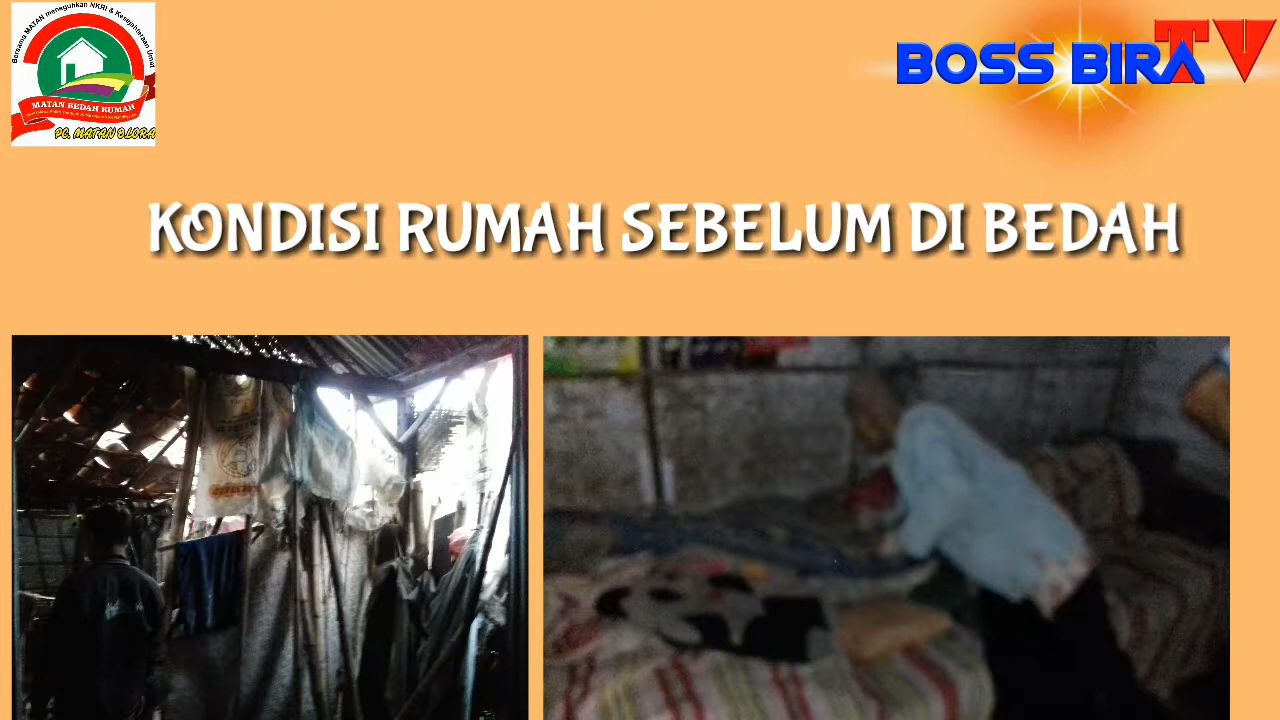 Bersama MATAN meneguhkan NKRI & Kesejahteraan Umat
MATAN BEDAH RUMAH
PC. MATAN BLORA
BOSS BIRA TV
KONDISI RUMAH SEBELUM DI BEDAH